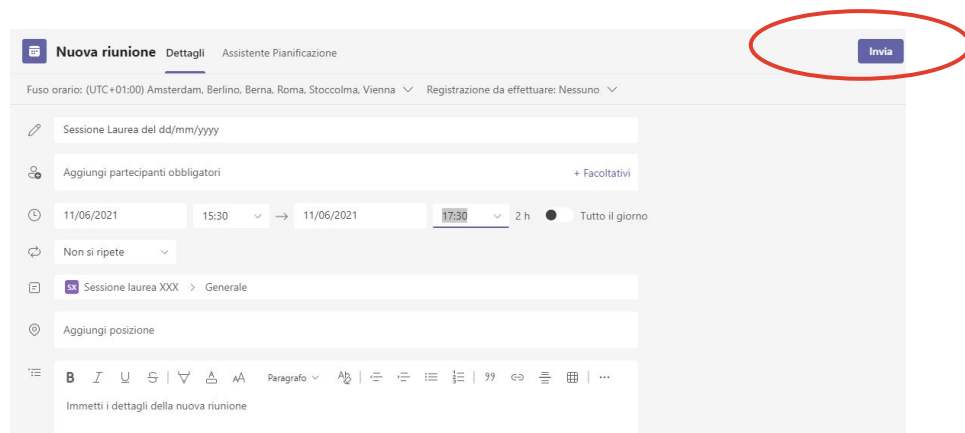 Nuova riunione Dettagli Assistente Pianificazione Invia
Fuso orario: (UTC+01:00) Amsterdam, Berlino, Berna, Roma, Stoccolma, Vienna Registrazione da effettuare: Nessuno
Sessione Laurea del dd/mm/yyyy
Aggiungi partecipanti obbligatori + Facoltativi
11/06/2021 15:30 → 11/06/2021 17:30 2 h Tutto il giorno
Non si ripete
SX Sessione laurea XXX > Generale
Aggiungi posizione
B I U S A AA Paragrafo Ab 99 ...
Immetti i dettagli della nuova riunione